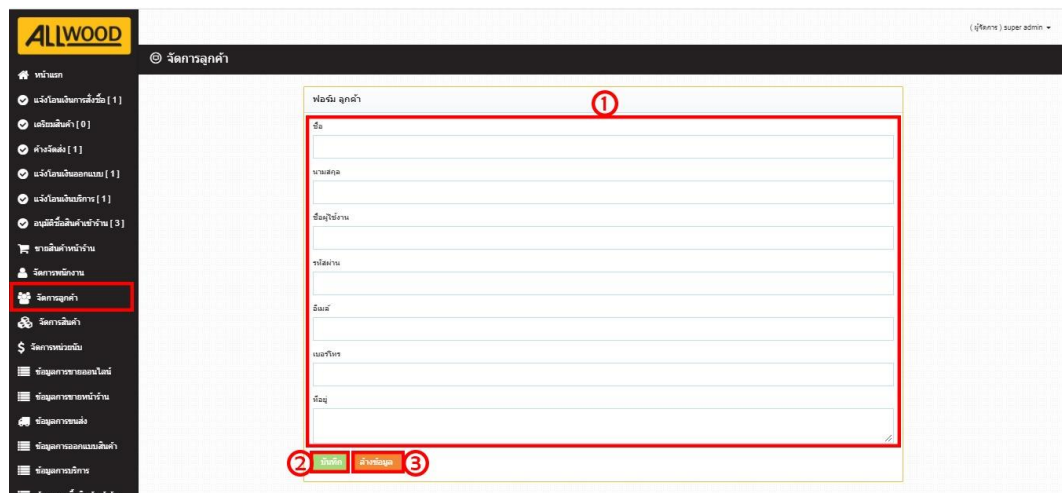 ALLWOOD
( ผู้จัดการ ) super admin
จัดการลูกค้า
หน้าแรก
แจ้งโอนเงินการสั่งซื้อ [ 1 ]
เตรียมสินค้า [ 0 ]
ค้างจัดส่ง [ 1 ]
แจ้งโอนเงินออกแบบ [ 1 ]
แจ้งโอนเงินบริการ [ 1 ]
อนุมัติซื้อสินค้าเข้าร้าน [ 3 ]
ขายสินค้าหน้าร้าน
จัดการพนักงาน
จัดการลูกค้า
จัดการสินค้า
$ จัดการหน่วยนับ
ข้อมูลการขายออนไลน์
ข้อมูลการขายหน้าร้าน
ข้อมูลการขนส่ง
ข้อมูลการออกแบบสินค้า
ข้อมูลการบริการ
ฟอร์ม ลูกค้า
1
ชื่อ
นามสกุล
ชื่อผู้ใช้งาน
รหัสผ่าน
อีเมล์
เบอร์โทร
ที่อยู่
2 บันทึก ล้างข้อมูล 3